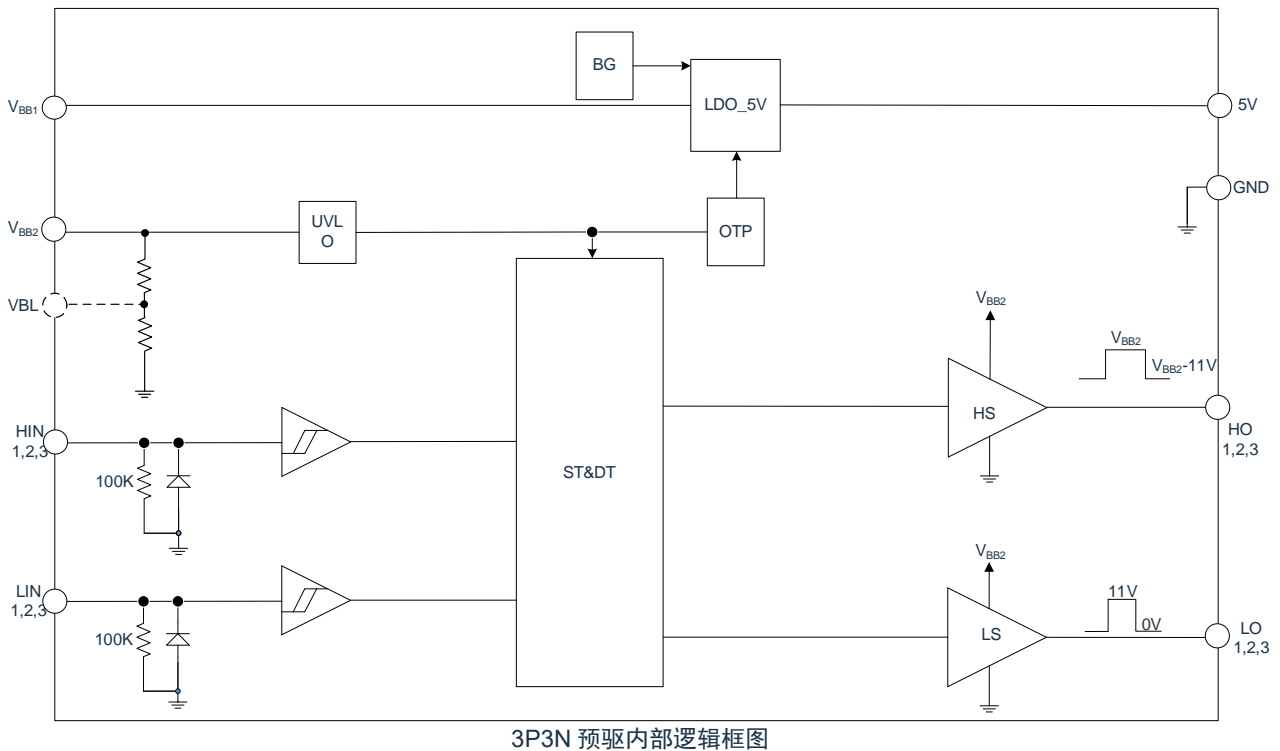 BG
V_BB1
LDO_5V
5V
GND
V_BB2
UVL
O
OTP
VBL
V_BB2
V_BB2
V_BB2-11V
HIN
1,2,3
100K
HS
HO
1,2,3
ST&DT
LIN
1,2,3
100K
V_BB2
11V
0V
LS
LO
1,2,3
3P3N 预驱内部逻辑框图